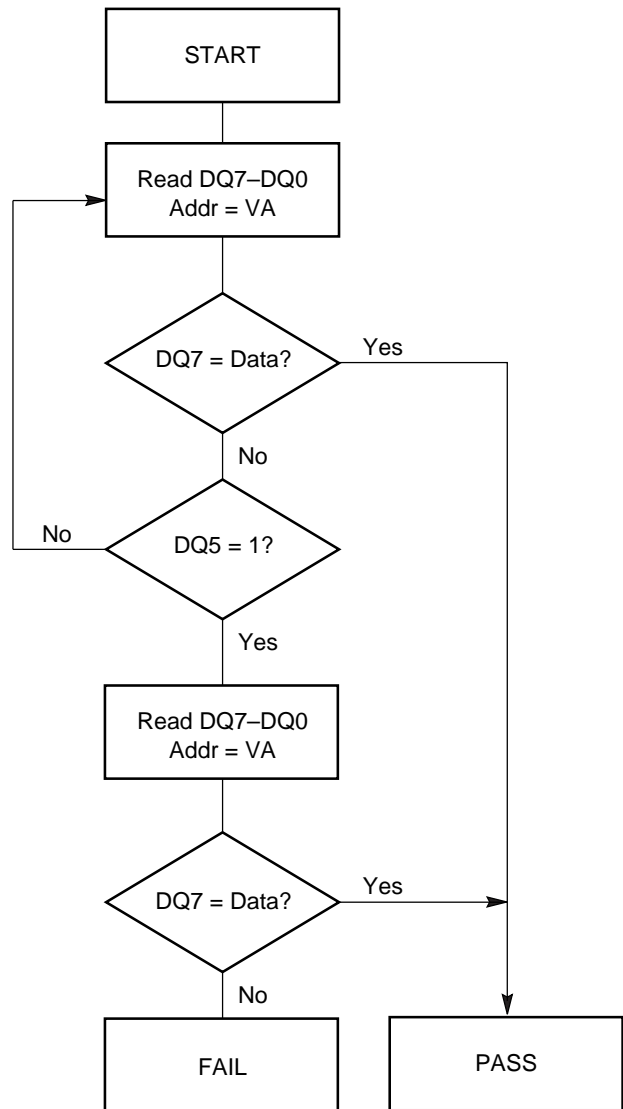 START
Read DQ7–DQ0
Addr = VA
DQ7 = Data?
Yes
No
No
DQ5 = 1?
Yes
Read DQ7–DQ0
Addr = VA
DQ7 = Data?
Yes
No
FAIL
PASS